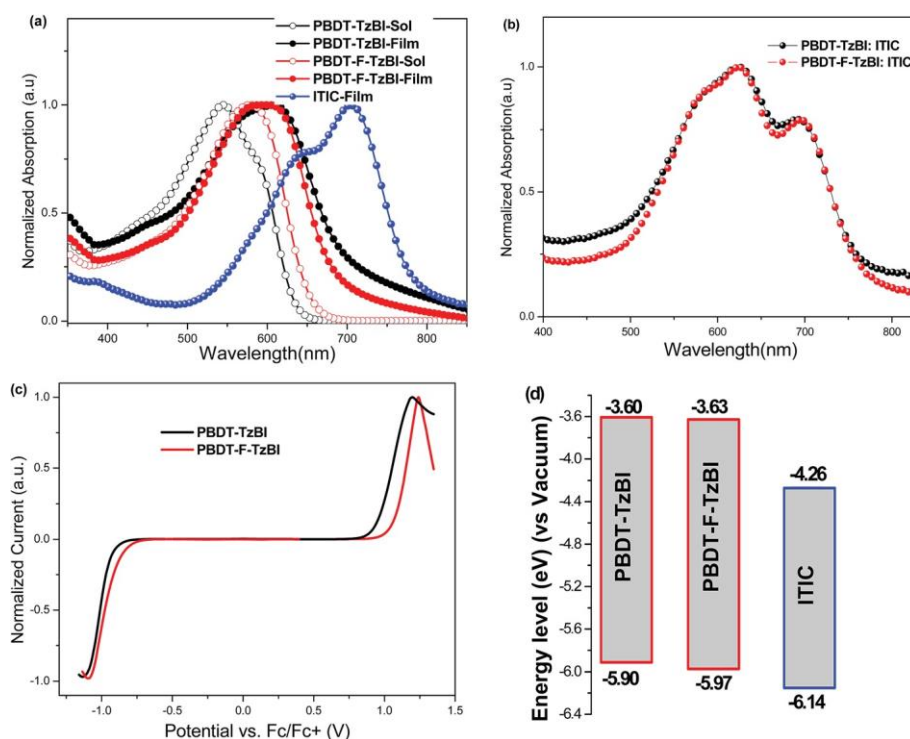 (a)
PBDT-TzBI-Sol
PBDT-TzBI-Film
PBDT-F-TzBI-Sol
PBDT-F-TzBI-Film
ITIC-Film
Normalized Absorption (a.u)
1.0
0.5
0.0
400 500 600 700 800
Wavelength(nm)
(b)
PBDT-TzBI: ITIC
PBDT-F-TzBI: ITIC
Normalized Absorption(a.u
1.0
0.5
0.0
400 500 600 700 800
Wavelength(nm)
(c)
PBDT-TzBI
PBDT-F-TzBI
Normalized Current (a.u.)
1.0
0.5
0.0
-0.5
-1.0
-1.0 -0.5 0.0 0.5 1.0 1.5
Potential vs. Fc/Fc+ (V)
(d)
Energy level (eV) (vs Vacuum)
-3.6
-4.0
-4.4
-4.8
-5.2
-5.6
-6.0
-6.4
-3.60
PBDT-TzBI
-5.90
-3.63
PBDT-F-TzBI
-5.97
-4.26
ITIC
-6.14